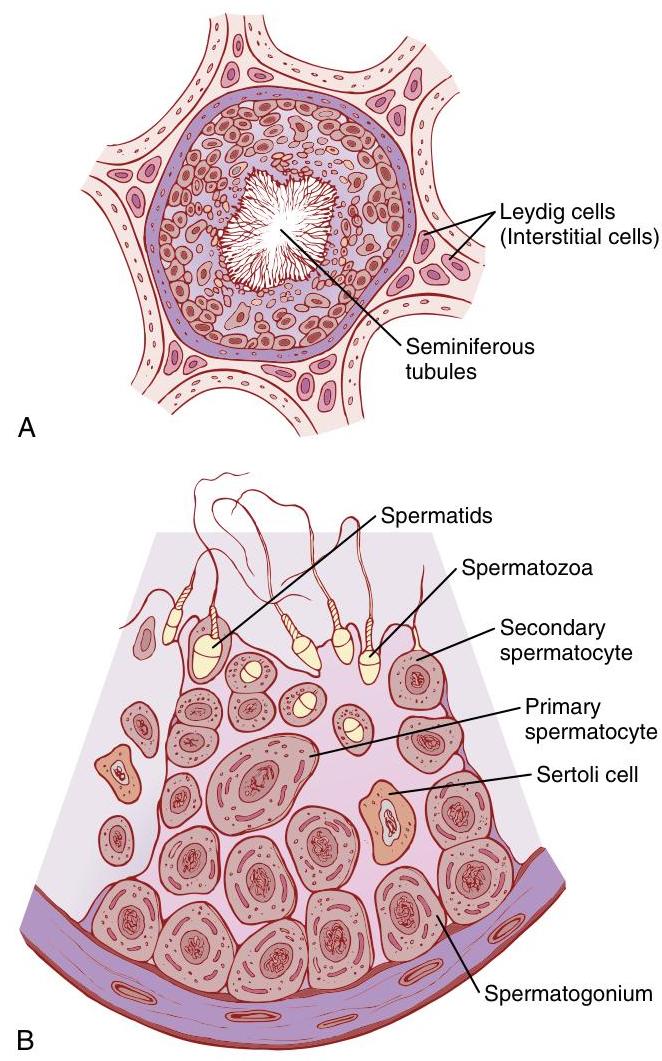 Leydig cells
(Interstitial cells)
Seminiferous
tubules
A
Spermatids
Spermatozoa
Secondary
spermatocyte
Primary
spermatocyte
Sertoli cell
Spermatogonium
B